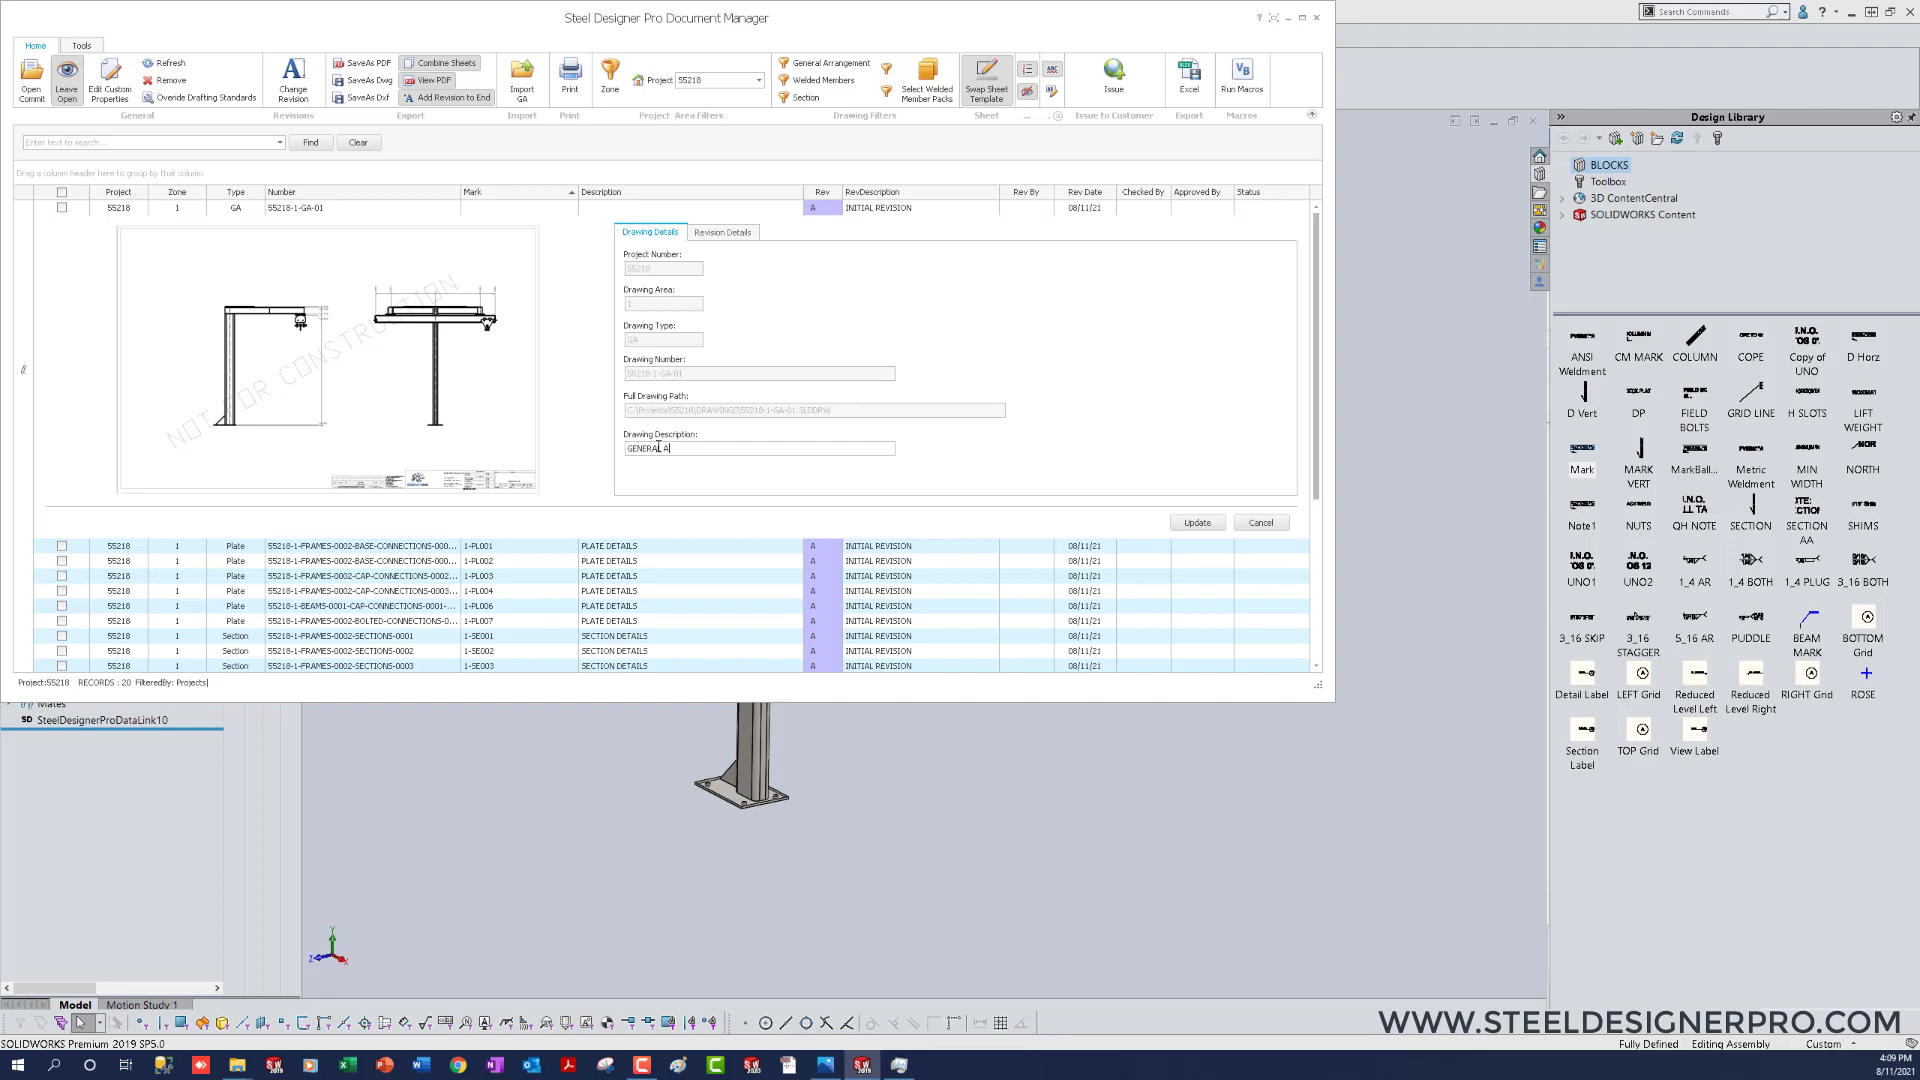 Steel Designer Pro Document Manager
Search Commands
Home
Tools
Open Commit
Leave Open
Edit Custom Properties
Refresh
Remove
Overide Drafting Standards
General
Change Revision
Revisions
SaveAs PDF
SaveAs Dwg
SaveAs Dxf
Combine Sheets
View PDF
Add Revision to End
Export
Import GA
Import
Print
Print
Zone
Project
55218
Project Area Filters
General Arrangement
Welded Members
Section
Select Welded Member Packs
Drawing Filters
Swap Sheet Template
Sheet
...
Issue
Issue to Customer
Excel
Export
Run Macros
Macros
Enter text to search...
Find
Clear
Drag a column header here to group by that column
Project Zone Type Number Mark Description Rev RevDescription Rev By Rev Date Checked By Approved By Status
55218 1 GA 55218-1-GA-01 A INITIAL REVISION 08/11/21
NOT FOR CONSTRUCTION
Drawing Details
Revision Details
Project Number:
55218
Drawing Area:
1
Drawing Type:
GA
Drawing Number:
55218-1-GA-01
Full Drawing Path:
C:\Projects\55218\DRAWINGS\55218-1-GA-01.SLDDRW
Drawing Description:
GENERAL A
Update
Cancel
55218 1 Plate 55218-1-FRAMES-0002-BASE-CONNECTIONS-000... 1-PL001 PLATE DETAILS A INITIAL REVISION 08/11/21
55218 1 Plate 55218-1-FRAMES-0002-BASE-CONNECTIONS-000... 1-PL002 PLATE DETAILS A INITIAL REVISION 08/11/21
55218 1 Plate 55218-1-FRAMES-0002-CAP-CONNECTIONS-0002... 1-PL003 PLATE DETAILS A INITIAL REVISION 08/11/21
55218 1 Plate 55218-1-FRAMES-0002-CAP-CONNECTIONS-0003... 1-PL004 PLATE DETAILS A INITIAL REVISION 08/11/21
55218 1 Plate 55218-1-BEAMS-0001-CAP-CONNECTIONS-0001-... 1-PL006 PLATE DETAILS A INITIAL REVISION 08/11/21
55218 1 Plate 55218-1-FRAMES-0002-BOLTED-CONNECTIONS-0... 1-PL007 PLATE DETAILS A INITIAL REVISION 08/11/21
55218 1 Section 55218-1-FRAMES-0002-SECTIONS-0001 1-SE001 SECTION DETAILS A INITIAL REVISION 08/11/21
55218 1 Section 55218-1-FRAMES-0002-SECTIONS-0002 1-SE002 SECTION DETAILS A INITIAL REVISION 08/11/21
55218 1 Section 55218-1-FRAMES-0002-SECTIONS-0003 1-SE003 SECTION DETAILS A INITIAL REVISION 08/11/21
Project:55218 RECORDS : 20 FilteredBy: Projects|
Mates
SD SteelDesignerProDataLink10
Design Library
BLOCKS
Toolbox
3D ContentCentral
SOLIDWORKS Content
ANSI Weldment
CM MARK
COLUMN
COPE
Copy of UNO
D Horz
D Vert
DP
FIELD BOLTS
GRID LINE
H SLOTS
LIFT WEIGHT
Mark
MARK VERT
MarkBall...
Metric Weldment
MIN WIDTH
NORTH
Note1
NUTS
QH NOTE
SECTION
SECTION AA
SHIMS
UNO1
UNO2
1_4 AR
1_4 BOTH
1_4 PLUG
3_16 BOTH
3_16 SKIP
3_16 STAGGER
5_16 AR
PUDDLE
BEAM MARK
BOTTOM Grid
Detail Label
LEFT Grid
Reduced Level Left
Reduced Level Right
RIGHT Grid
ROSE
Section Label
TOP Grid
View Label
Y
Z
X
Model
Motion Study 1
WWW.STEELDESIGNERPRO.COM
SOLIDWORKS Premium 2019 SP5.0
Fully Defined
Editing Assembly
Custom
4:09 PM
8/11/2021